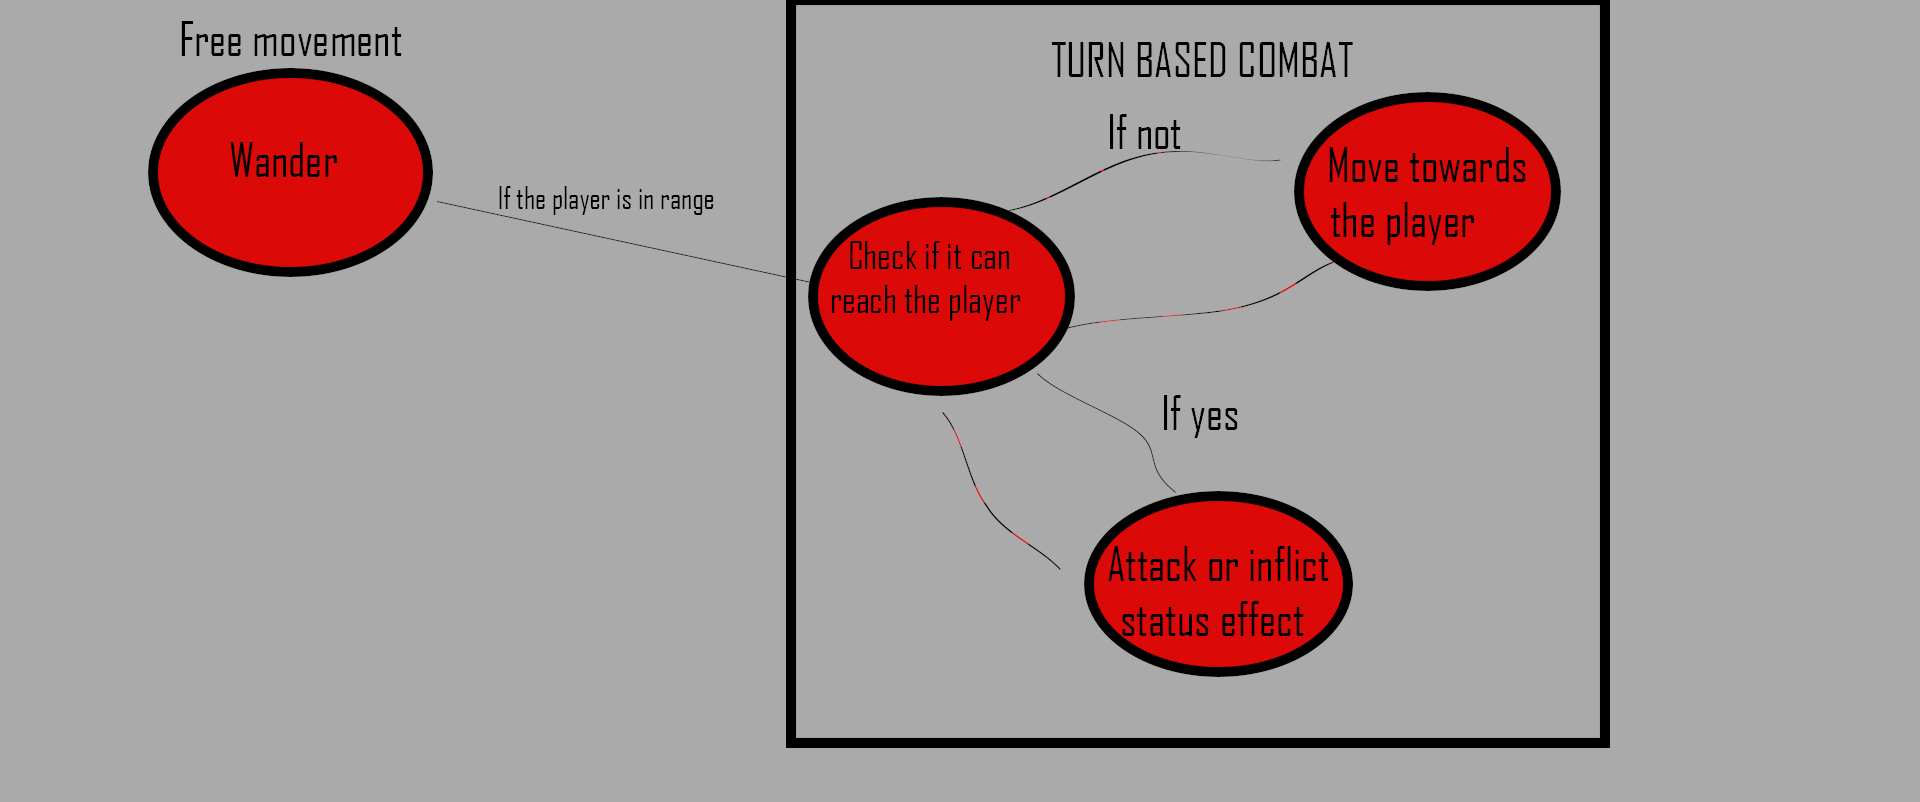 Free movement
Wander
If the player is in range
TURN BASED COMBAT
If not
Move towards
the player
Check if it can
reach the player
If yes
Attack or inflict
status effect